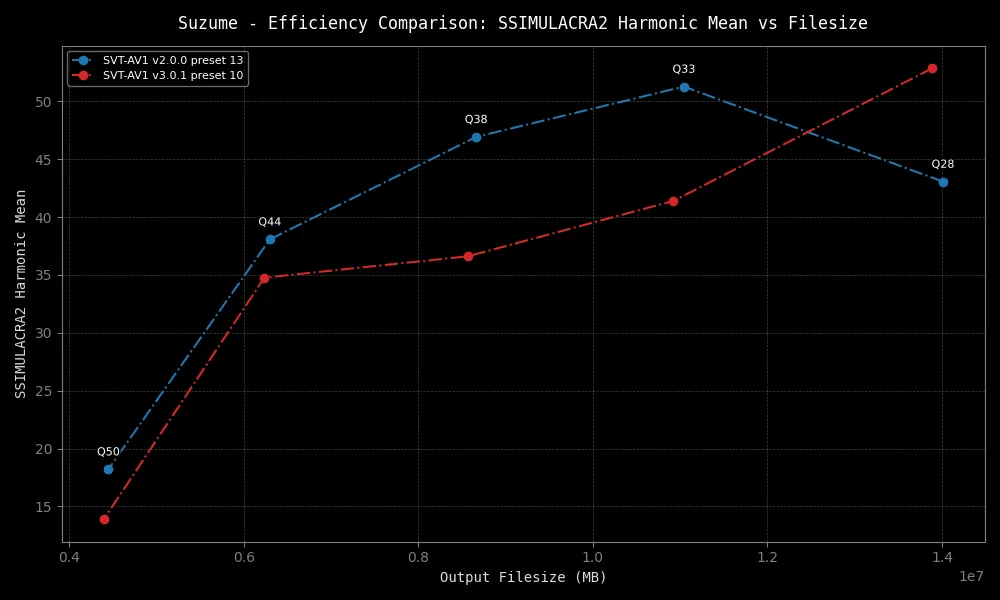 Suzume - Efficiency Comparison: SSIMULACRA2 Harmonic Mean vs Filesize
SVT-AV1 v2.0.0 preset 13
SVT-AV1 v3.0.1 preset 10
Q33
Q38
Q28
Q44
Q50
SSIMULACRA2 Harmonic Mean
50
45
40
35
30
25
20
15
0.4 0.6 0.8 1.0 1.2 1.4
1e7
Output Filesize (MB)